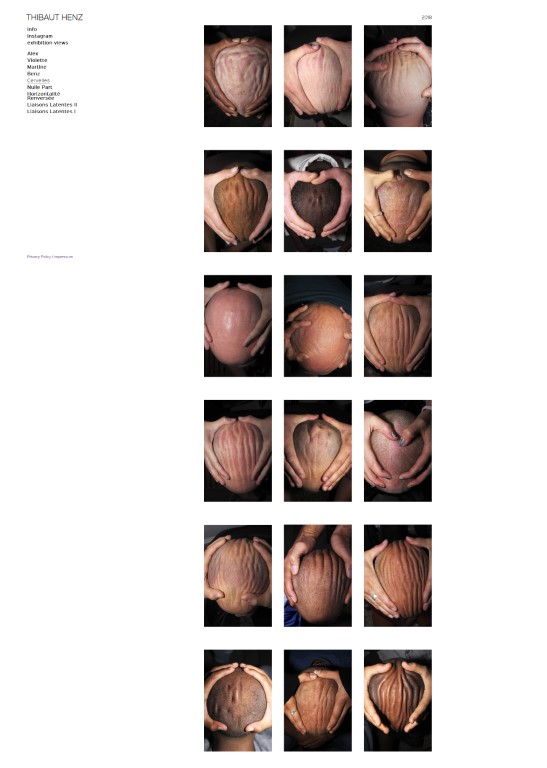 THIBAUT HENZ
2018
Info
Instagram
exhibition views
Alex
Violette
Martine
Benz
Cervelles
Nulle Part
Horizontalité
Renversée
Liaisons Latentes II
Liaisons Latentes I
Privacy Policy / Impressum